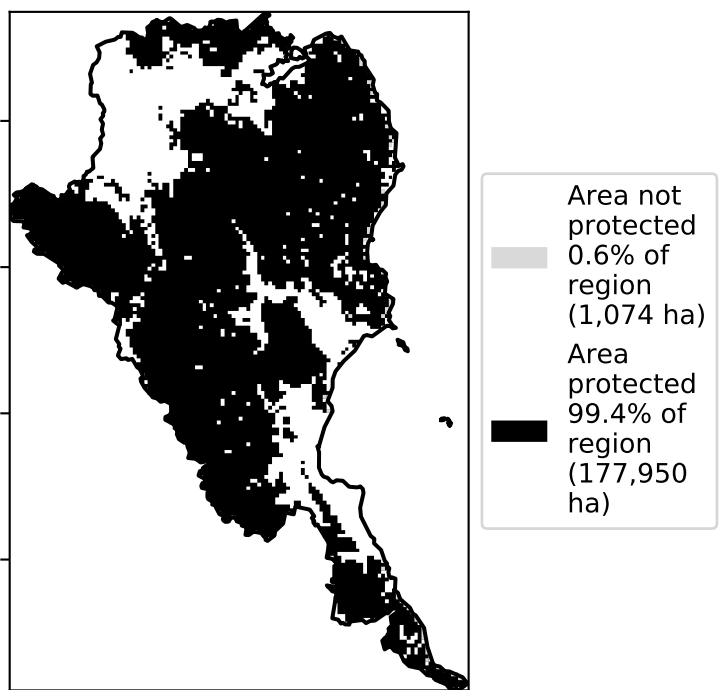 Area not
protected
0.6% of
region
(1,074 ha)
Area
protected
99.4% of
region
(177,950
ha)